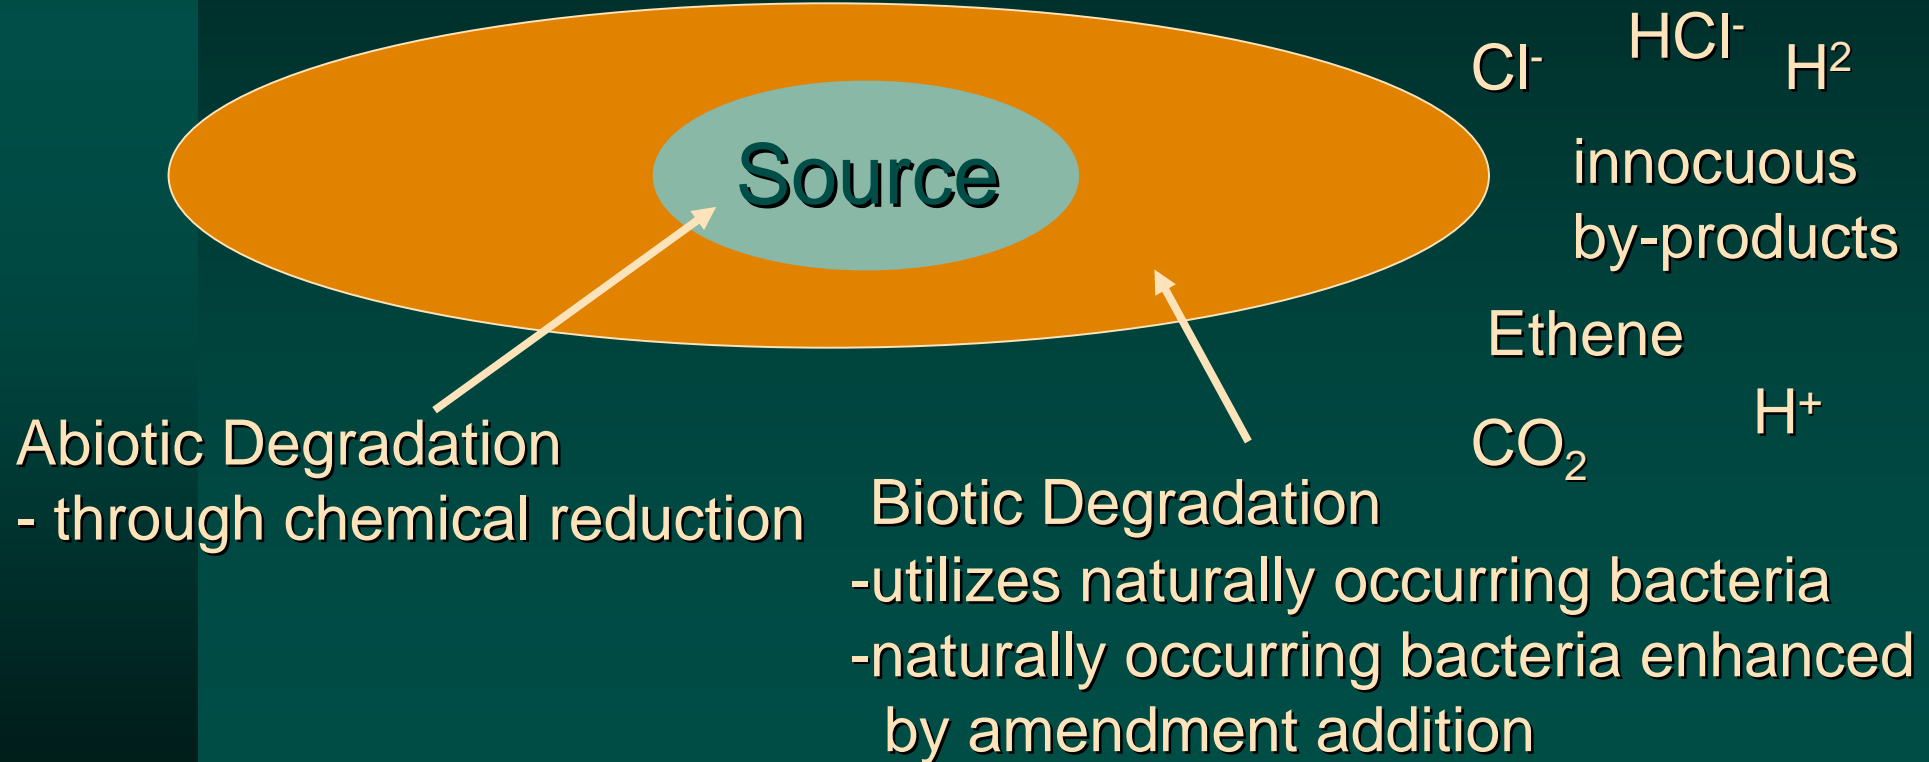 Cl⁻ HCl⁻ H²
Source
innocuous
by-products
Ethene
H⁺
CO₂
Abiotic Degradation
- through chemical reduction
Biotic Degradation
-utilizes naturally occurring bacteria
-naturally occurring bacteria enhanced
by amendment addition